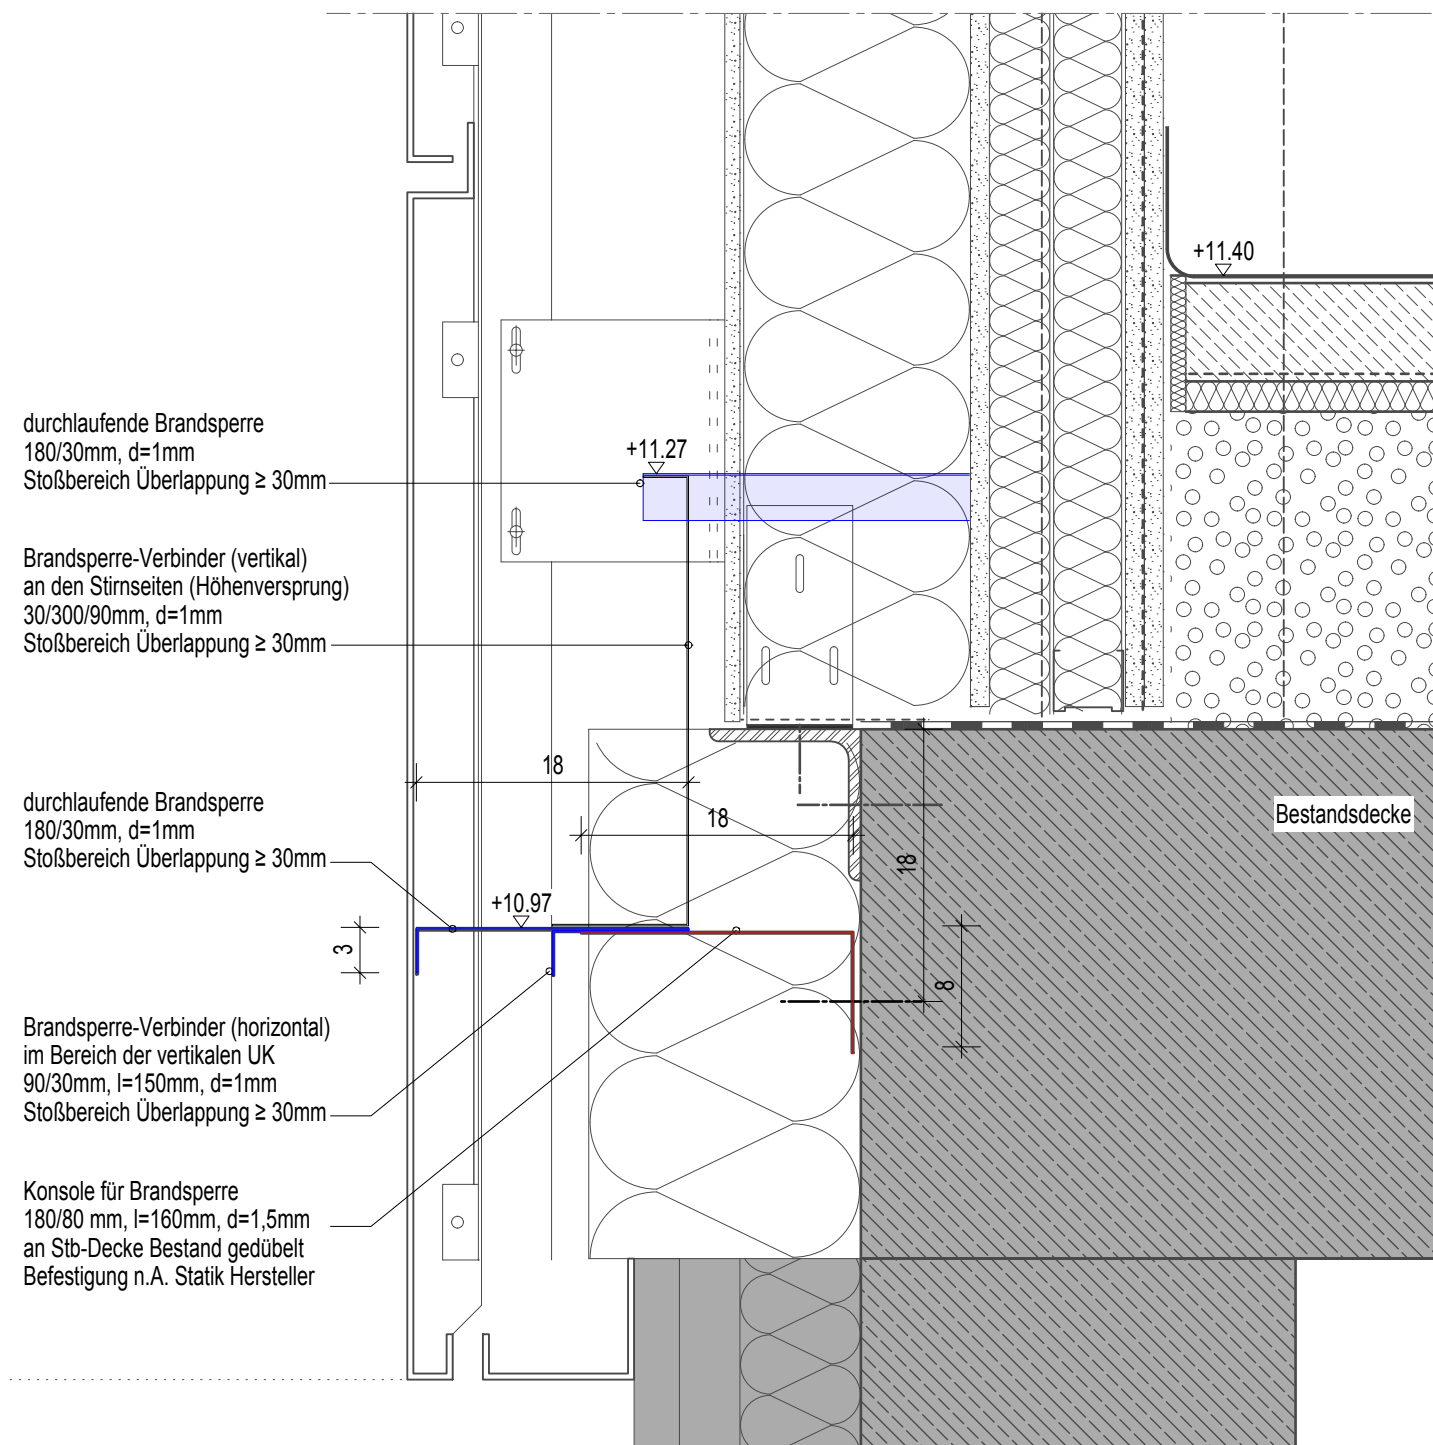 +11.40
durchlaufende Brandsperre
180/30mm, d=1mm
Stoßbereich Überlappung ≥ 30mm
+11.27
Brandsperre-Verbinder (vertikal)
an den Stirnseiten (Höhenversprung)
30/300/90mm, d=1mm
Stoßbereich Überlappung ≥ 30mm
18
durchlaufende Brandsperre
180/30mm, d=1mm
Stoßbereich Überlappung ≥ 30mm
18
Bestandsdecke
18
+10.97
3
8
Brandsperre-Verbinder (horizontal)
im Bereich der vertikalen UK
90/30mm, l=150mm, d=1mm
Stoßbereich Überlappung ≥ 30mm
Konsole für Brandsperre
180/80 mm, l=160mm, d=1,5mm
an Stb-Decke Bestand gedübelt
Befestigung n.A. Statik Hersteller